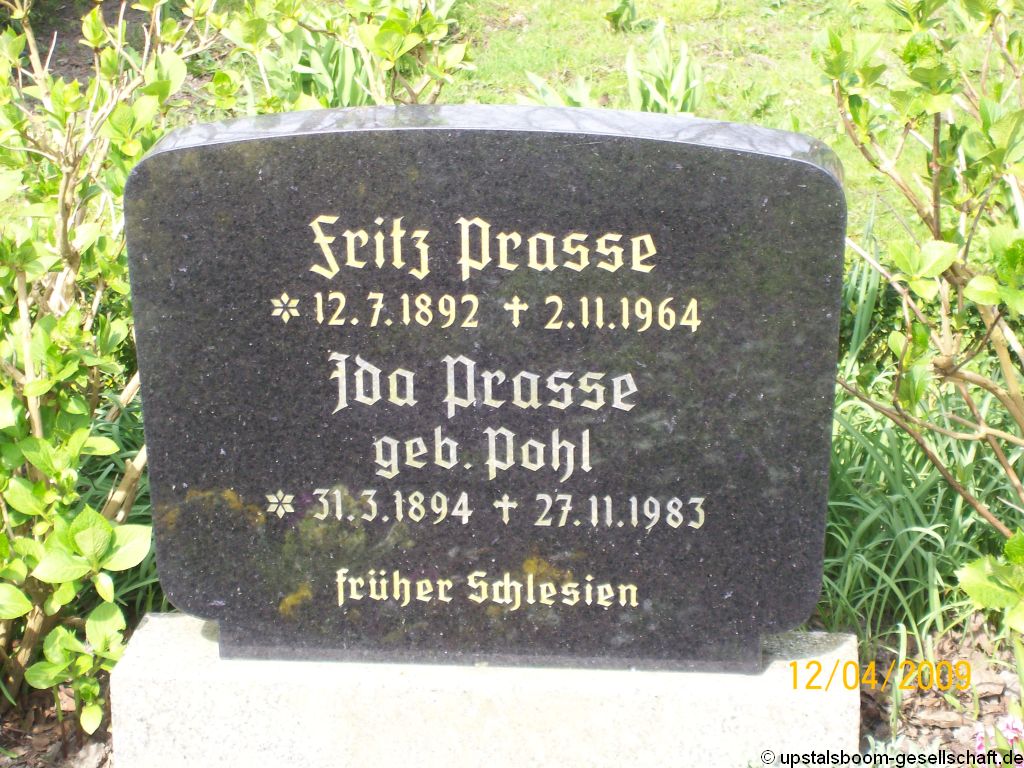 Fritz Prasse
* 12.7.1892 † 2.11.1964
Ida Prasse
geb. Pohl
* 31.3.1894 † 27.11.1983
früher Schlesien
12/04/2009
© upstalsboom-gesellschaft.de